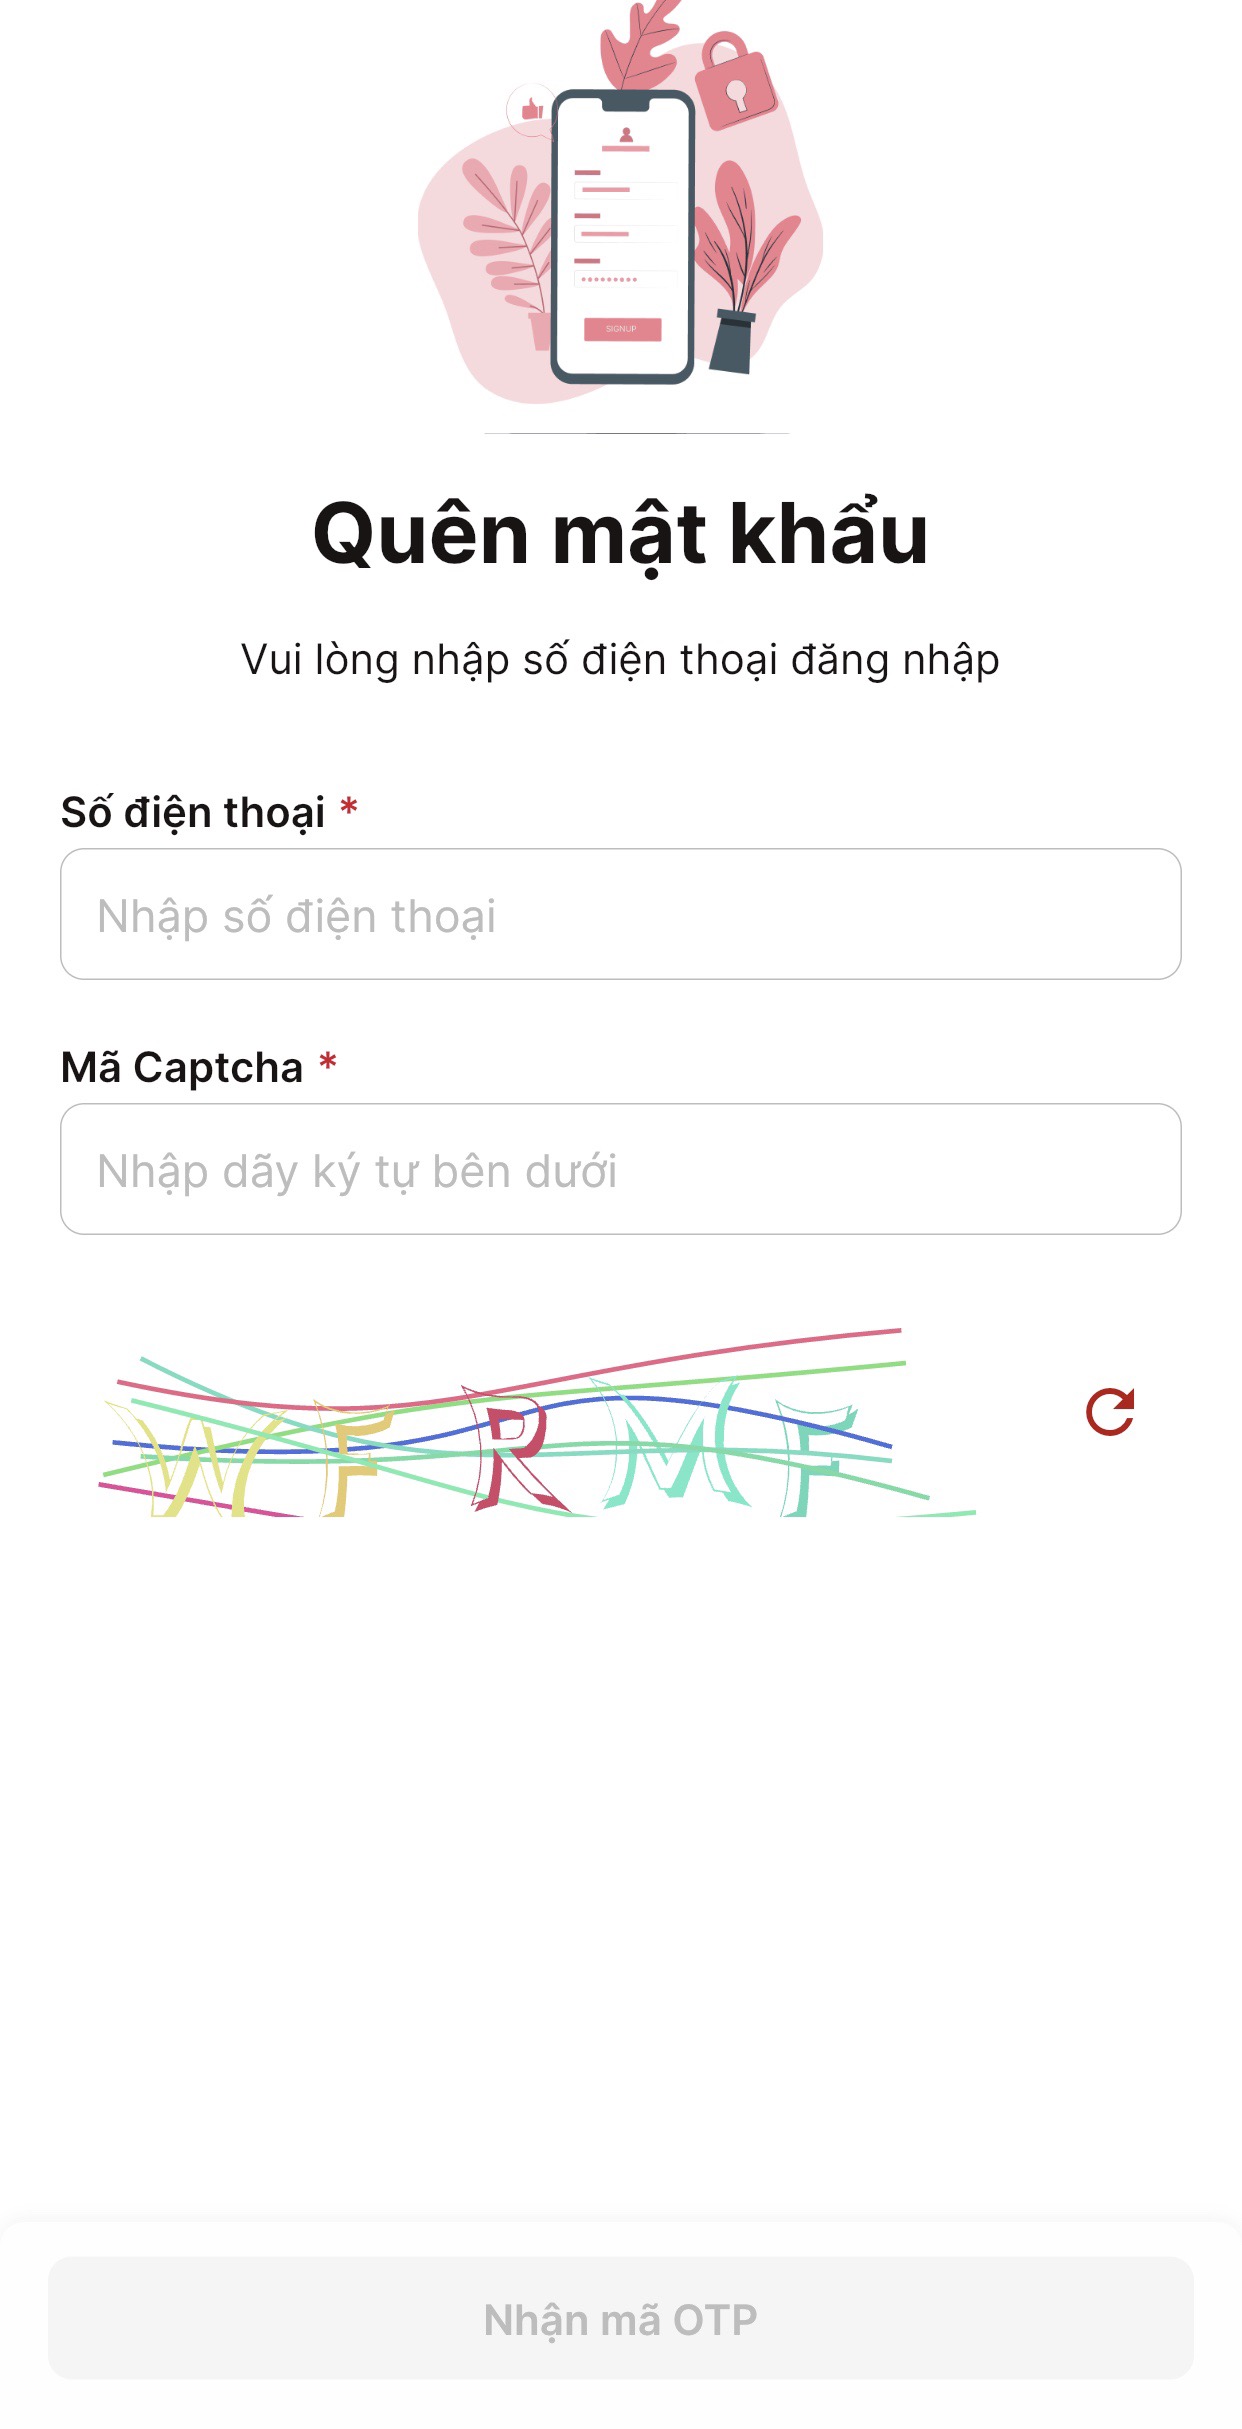 SIGNUP
Quên mật khẩu
Vui lòng nhập số điện thoại đăng nhập
Số điện thoại *
Nhập số điện thoại
Mã Captcha *
Nhập dãy ký tự bên dưới
WFRMF
Nhận mã OTP